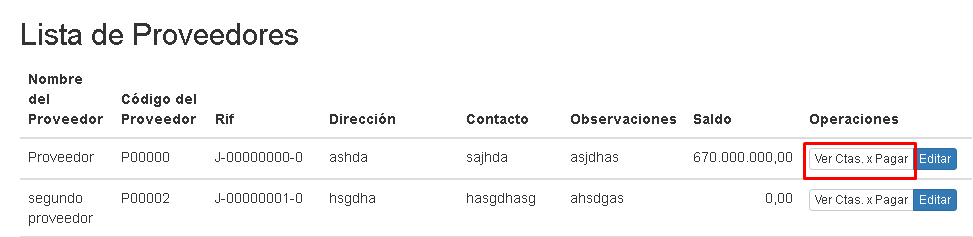 Lista de Proveedores
Nombre
del
Proveedor
Código del
Proveedor
Rif
Dirección
Contacto
Observaciones
Saldo
Operaciones
Proveedor P00000 J-00000000-0 ashda sajhda asjdhas 670.000.000,00 Ver Ctas. x Pagar Editar
segundo
proveedor
P00002 J-00000001-0 hsgdha hasgdhasg ahsdgas 0,00 Ver Ctas. x Pagar Editar